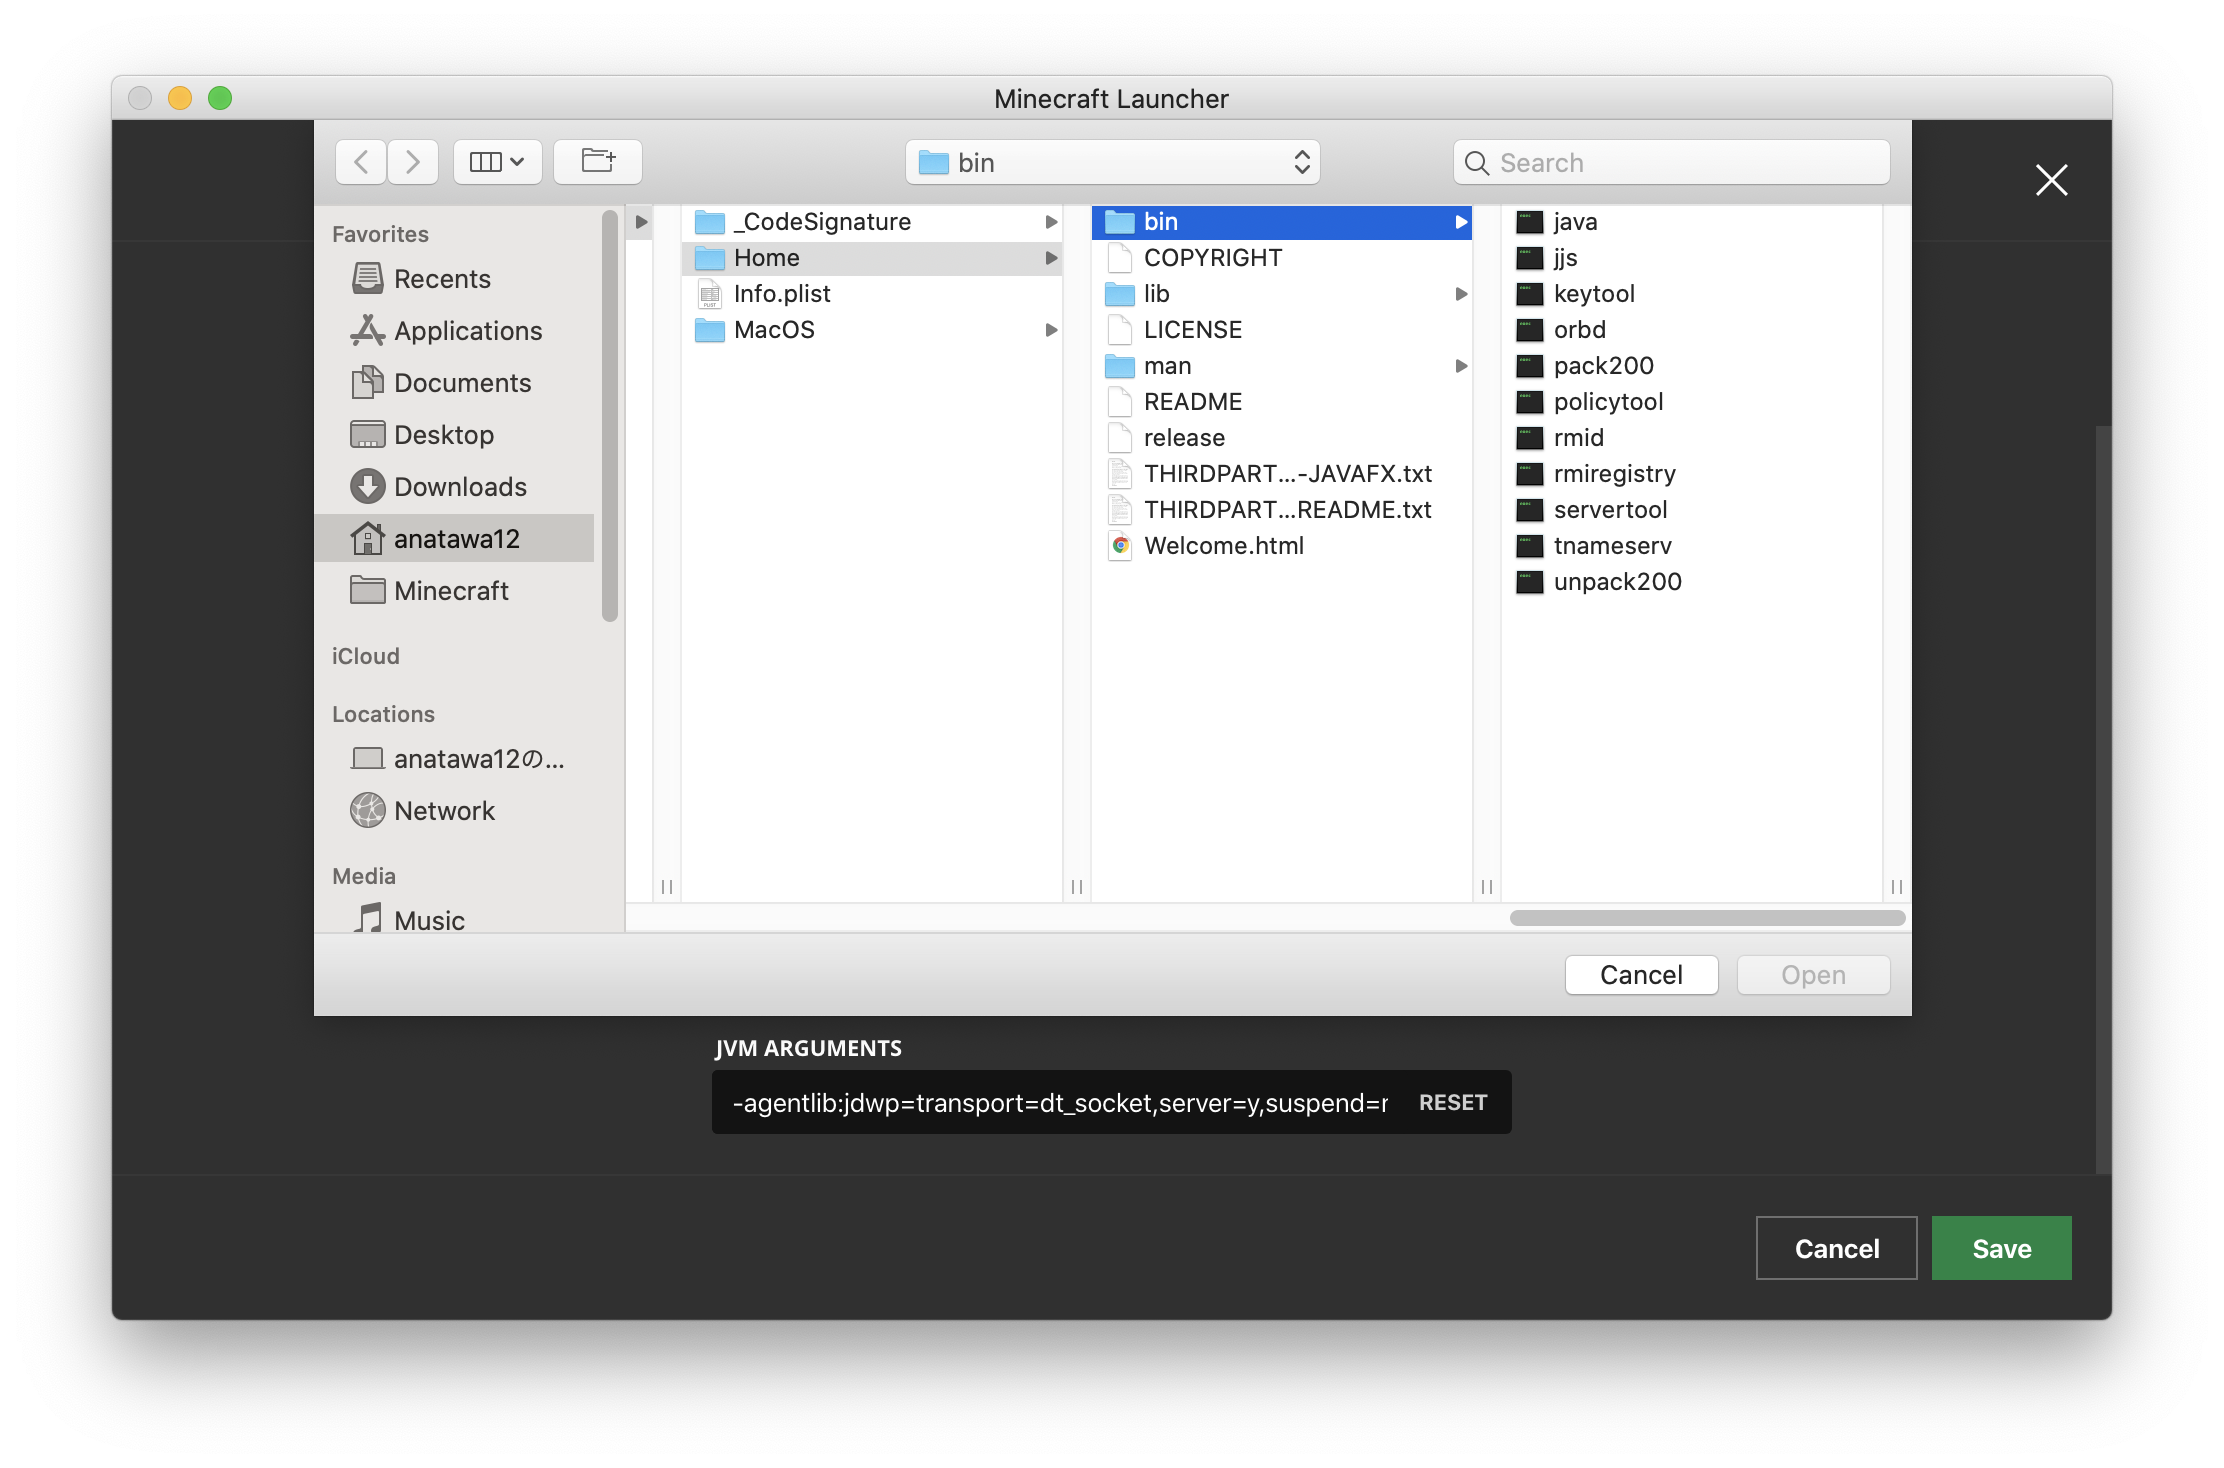 Minecraft Launcher
bin
Search
Favorites
Recents
Applications
Documents
Desktop
Downloads
anatawa12
Minecraft
iCloud
Locations
anatawa12の...
Network
Media
Music
_CodeSignature
Home
Info.plist
MacOS
bin
COPYRIGHT
lib
LICENSE
man
README
release
THIRDPART...-JAVAFX.txt
THIRDPART...README.txt
Welcome.html
java
jjs
keytool
orbd
pack200
policytool
rmid
rmiregistry
servertool
tnameserv
unpack200
Cancel
Open
JVM ARGUMENTS
-agentlib:jdwp=transport=dt_socket,server=y,suspend=
RESET
Cancel
Save